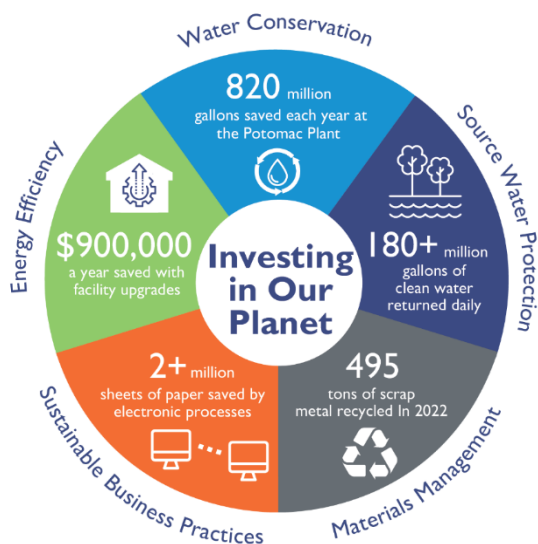 Water Conservation
820 million
gallons saved each year at
the Potomac Plant
Source Water Protection
180+ million
gallons of
clean water
returned daily
Materials Management
495
tons of scrap
metal recycled In 2022
Sustainable Business Practices
2+ million
sheets of paper saved by
electronic processes
Energy Efficiency
$900,000
a year saved with
facility upgrades
Investing
in Our
Planet